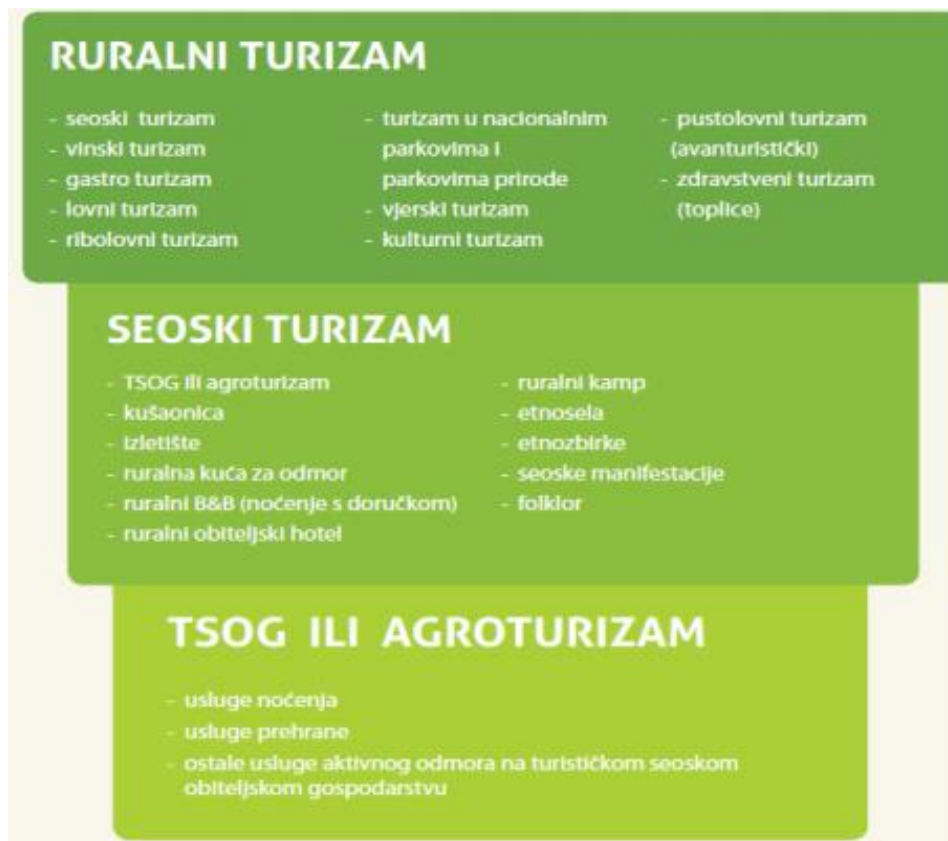 RURALNI TURIZAM
- seoski turizam
- vinski turizam
- gastro turizam
- lovni turizam
- ribolovni turizam
- turizam u nacionalnim
parkovima i
parkovima prirode
- vjerski turizam
- kulturni turizam
- pustolovni turizam
(avanturistički)
- zdravstveni turizam
(toplice)
SEOSKI TURIZAM
- TSOG ili agroturizam
- kušaonica
- izletište
- ruralna kuća za odmor
- ruralni B&B (noćenje s doručkom)
- ruralni obiteljski hotel
- ruralni kamp
- etnosela
- etnozbirke
- seoske manifestacije
- folklor
TSOG ILI AGROTURIZAM
- usluge noćenja
- usluge prehrane
- ostale usluge aktivnog odmora na turističkom seoskom
obiteljskom gospodarstvu